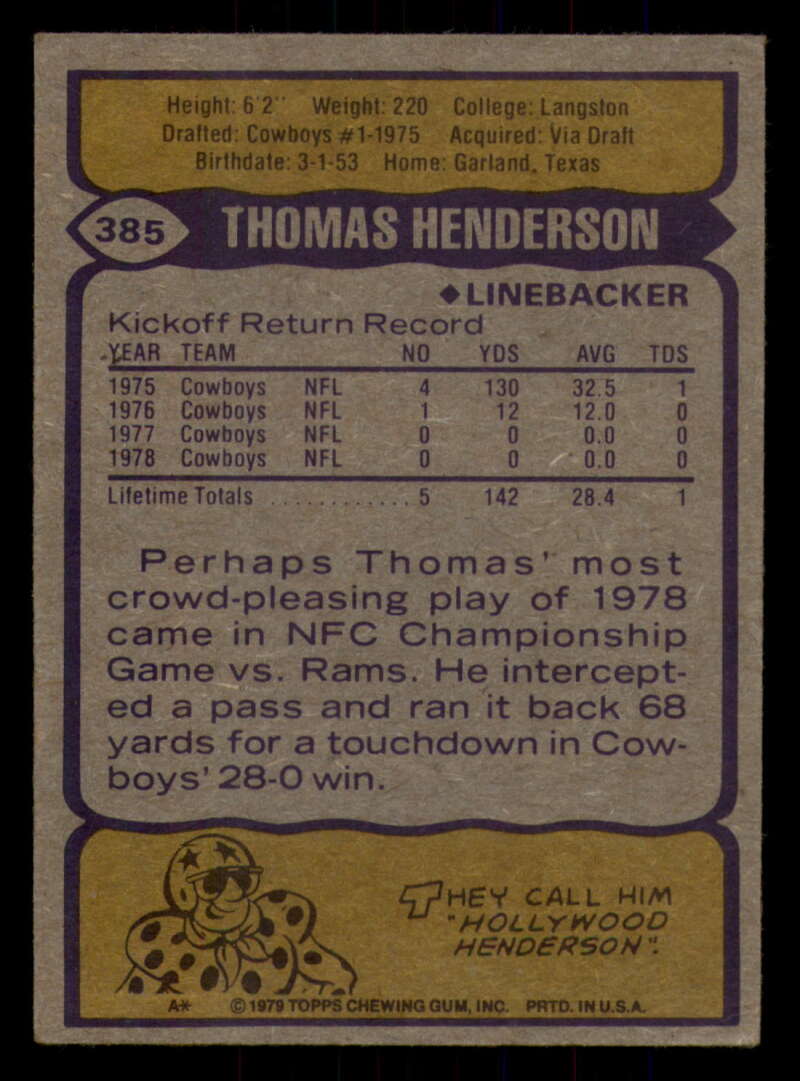 Height: 6'2" Weight: 220 College: Langston
Drafted: Cowboys #1-1975 Acquired: Via Draft
Birthdate: 3-1-53 Home: Garland, Texas
385 THOMAS HENDERSON
◆LINEBACKER
Kickoff Return Record
YEAR TEAM NO YDS AVG TDS
1975 Cowboys NFL 4 130 32.5 1
1976 Cowboys NFL 1 12 12.0 0
1977 Cowboys NFL 0 0 0.0 0
1978 Cowboys NFL 0 0 0.0 0
Lifetime Totals ............. 5 142 28.4 1
Perhaps Thomas' most
crowd-pleasing play of 1978
came in NFC Championship
Game vs. Rams. He intercept-
ed a pass and ran it back 68
yards for a touchdown in Cow-
boys' 28-0 win.
THEY CALL HIM
"HOLLYWOOD
HENDERSON".
A* © 1979 TOPPS CHEWING GUM, INC. PRTD. IN U.S.A.